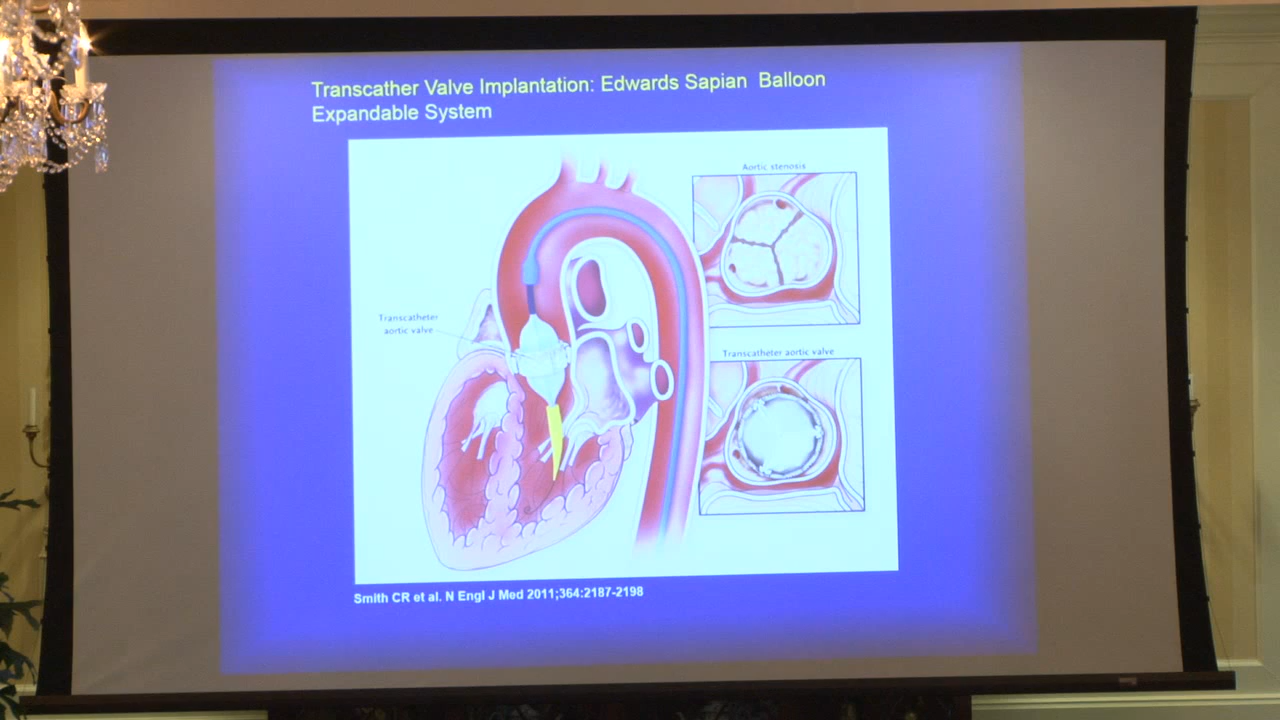 Transcather Valve Implantation: Edwards Sapian Balloon
Expandable System
Aortic stenosis
Transcatheter
aortic valve
Transcatheter aortic valve
Smith CR et al. N Engl J Med 2011;364:2187-2198